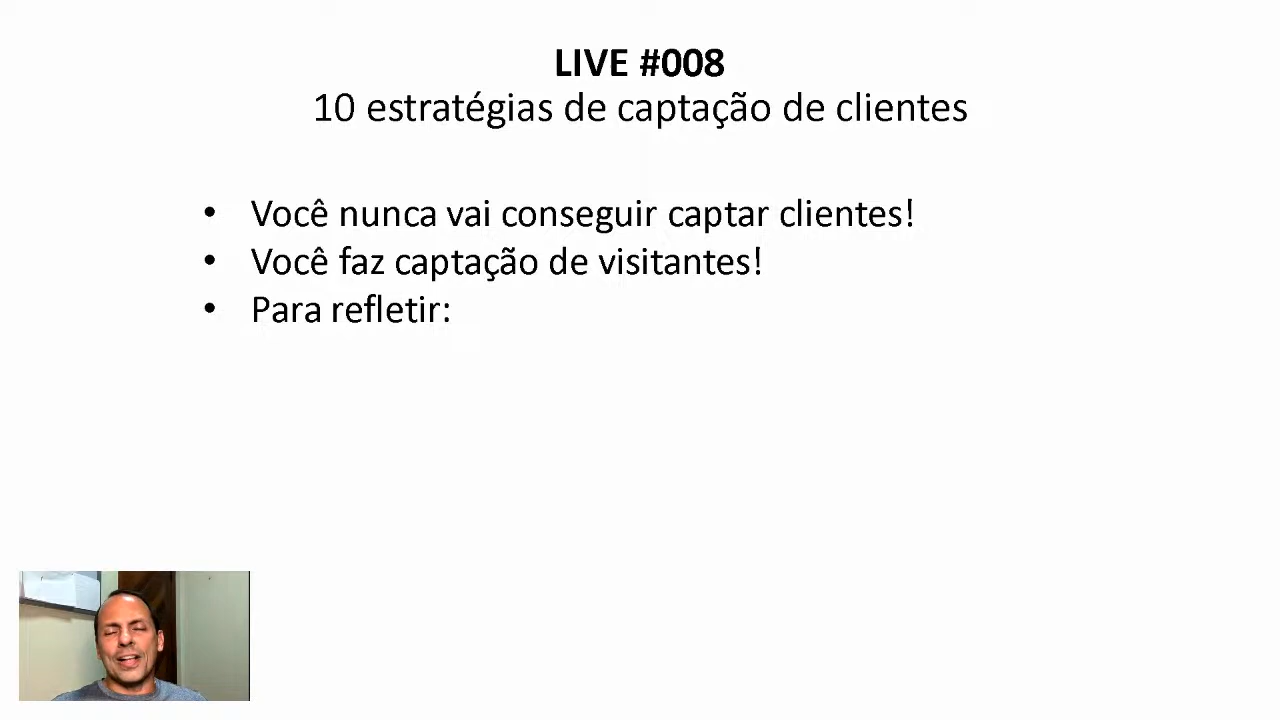 LIVE #008
10 estratégias de captação de clientes
• Você nunca vai conseguir captar clientes!
• Você faz captação de visitantes!
• Para refletir: